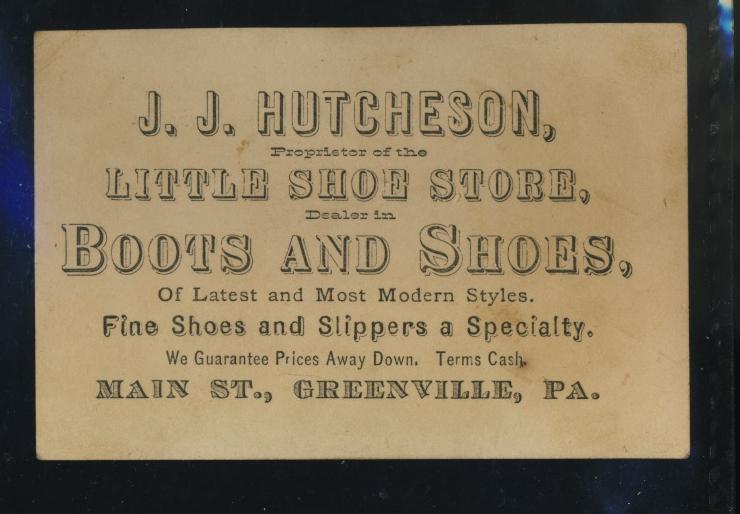 J. J. HUTCHESON,
Proprietor of the
LITTLE SHOE STORE,
Dealer in
BOOTS AND SHOES,
Of Latest and Most Modern Styles.
Fine Shoes and Slippers a Specialty.
We Guarantee Prices Away Down. Terms Cash.
MAIN ST., GREENVILLE, PA.